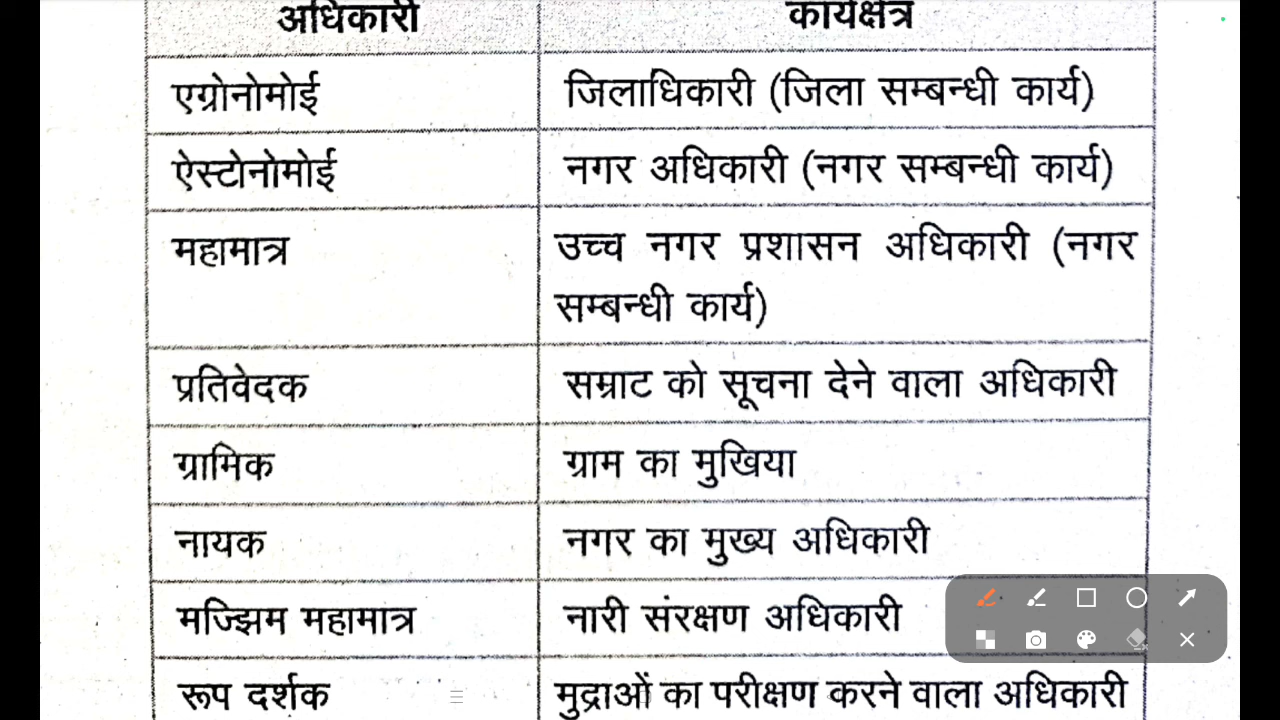 अधिकारी कार्यक्षेत्र
एग्रोनोमोई जिलाधिकारी (जिला सम्बन्धी कार्य)
ऐस्टोनोमोई नगर अधिकारी (नगर सम्बन्धी कार्य)
महामात्र उच्च नगर प्रशासन अधिकारी (नगर
सम्बन्धी कार्य)
प्रतिवेदक सम्राट को सूचना देने वाला अधिकारी
ग्रामिक ग्राम का मुखिया
नायक नगर का मुख्य अधिकारी
मज्झिम महामात्र नारी संरक्षण अधिकारी
रूप दर्शक मुद्राओं का परीक्षण करने वाला अधिकारी